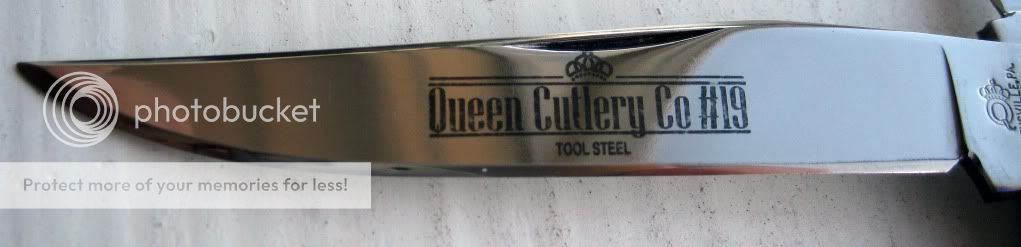 Queen Cutlery Co #19
TOOL STEEL
photobucket
Protect more of your memories for less!